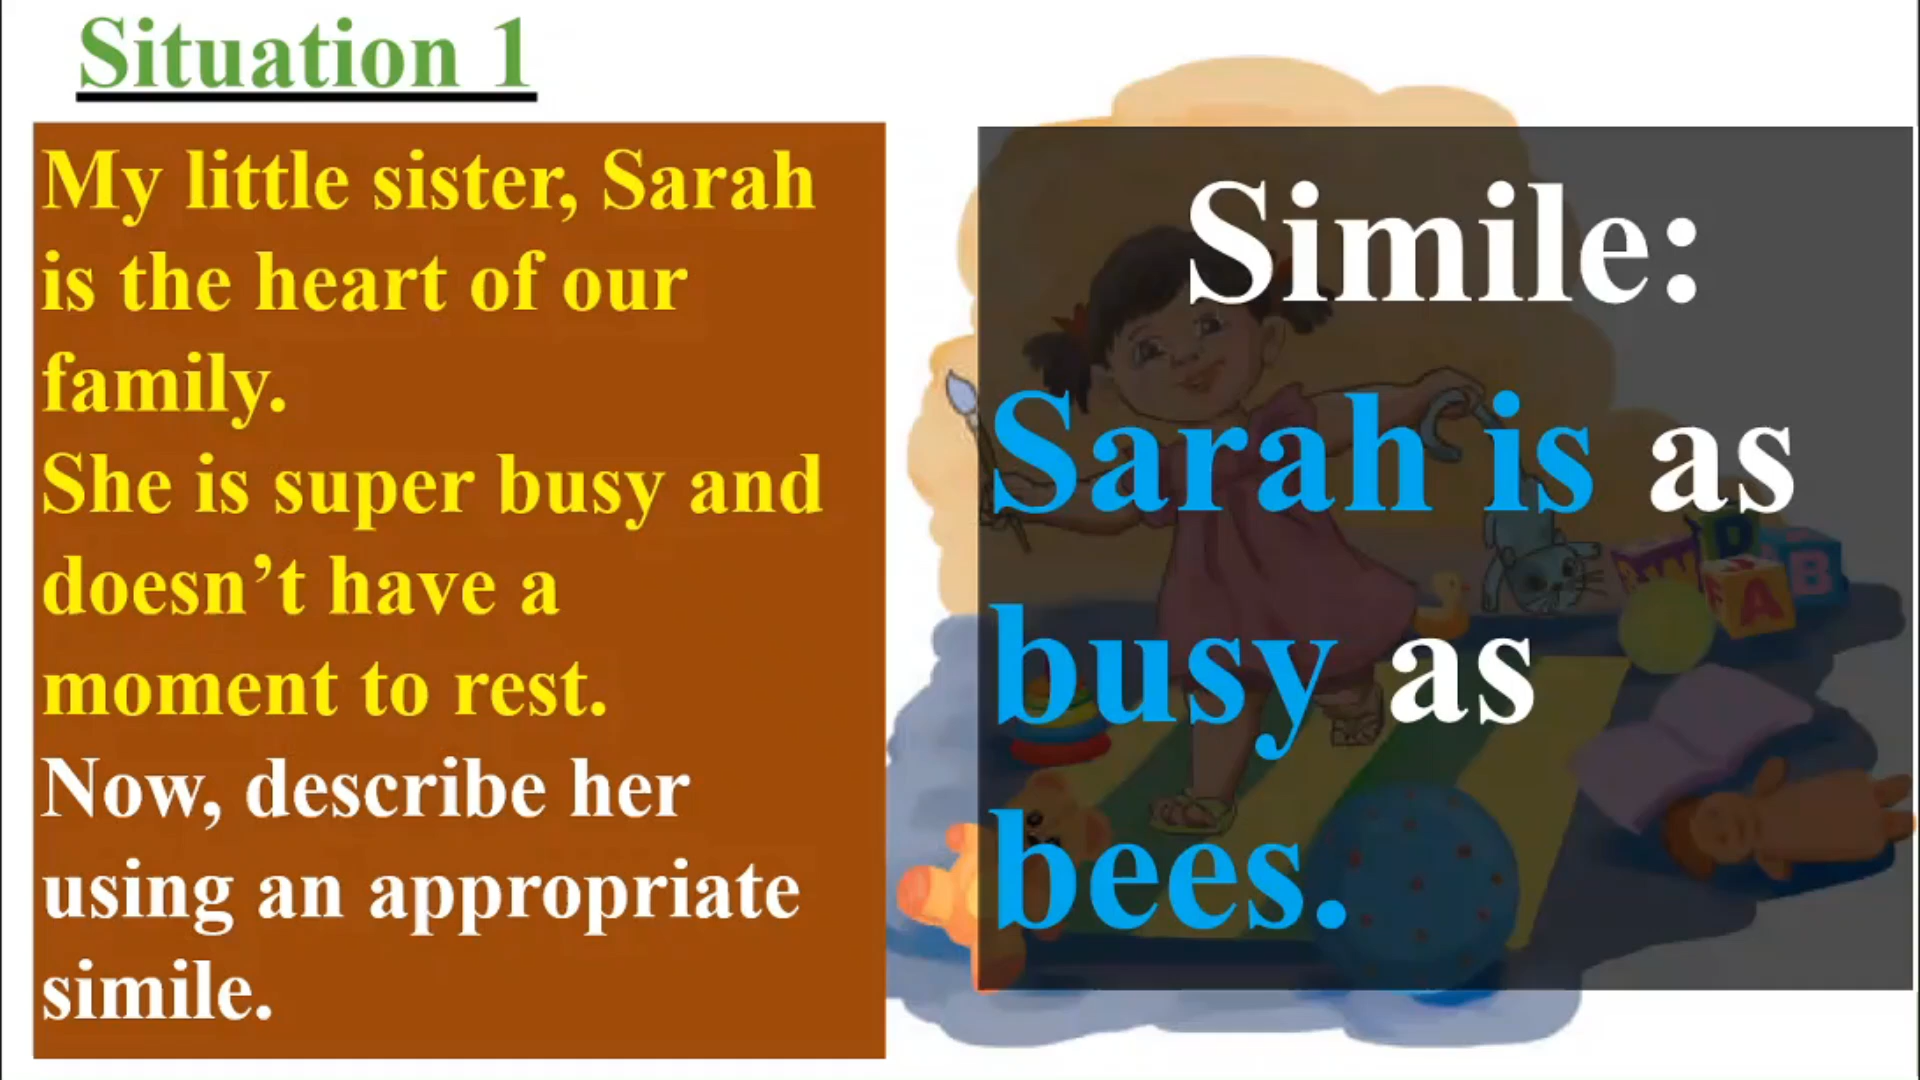 Situation 1
My little sister, Sarah
is the heart of our
family.
She is super busy and
doesn’t have a
moment to rest.
Now, describe her
using an appropriate
simile.
Simile:
Sarah is as
busy as
bees.
D
A
B